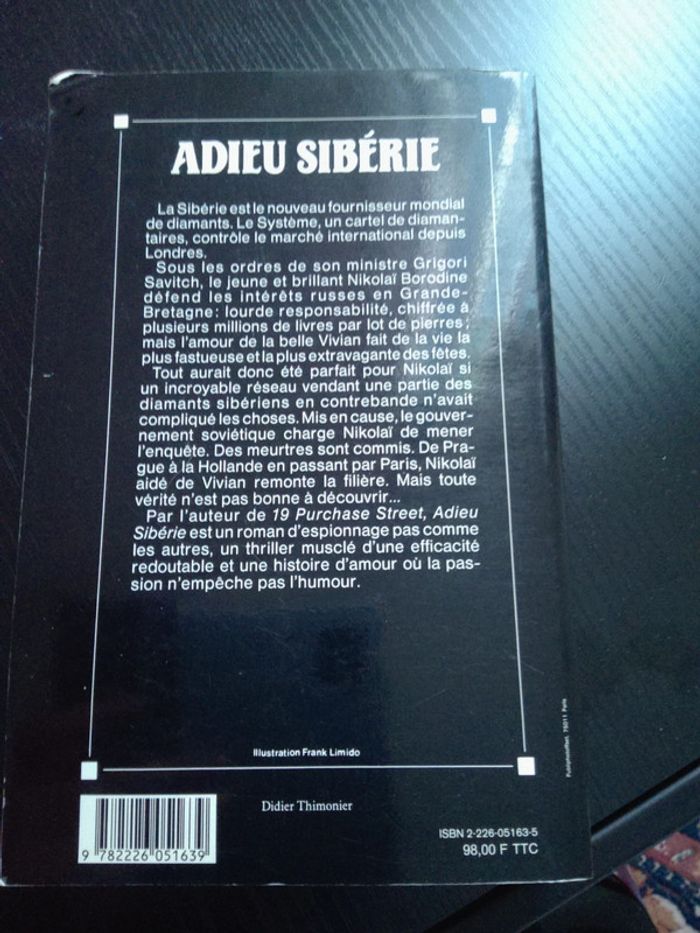 ADIEU SIBÉRIE
La Sibérie est le nouveau fournisseur mondial
de diamants. Le Système, un cartel de diaman-
taires, contrôle le marché international depuis
Londres.
Sous les ordres de son ministre Grigori
Savitch, le jeune et brillant Nikolaï Borodine
défend les intérêts russes en Grande-
Bretagne : lourde responsabilité, chiffrée à
plusieurs millions de livres par lot de pierres ;
mais l'amour de la belle Vivian fait de la vie la
plus fastueuse et la plus extravagante des fêtes.
Tout aurait donc été parfait pour Nikolaï si
un incroyable réseau vendant une partie des
diamants sibériens en contrebande n'avait
compliqué les choses. Mis en cause, le gouver-
nement soviétique charge Nikolaï de mener
l'enquête. Des meurtres sont commis. De Pra-
gue à la Hollande en passant par Paris, Nikolaï
aidé de Vivian remonte la filière. Mais toute
vérité n'est pas bonne à découvrir...
Par l'auteur de 19 Purchase Street, Adieu
Sibérie est un roman d'espionnage pas comme
les autres, un thriller musclé d'une efficacité
redoutable et une histoire d'amour où la pas-
sion n'empêche pas l'humour.
Illustration Frank Limido
Didier Thimonier
9 782226 051639
ISBN 2-226-05163-5
98,00 F TTC
75011 Paris